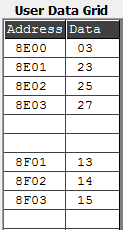 User Data Grid
Address Data
8E00 03
8E01 23
8E02 25
8E03 27
8F01 13
8F02 14
8F03 15